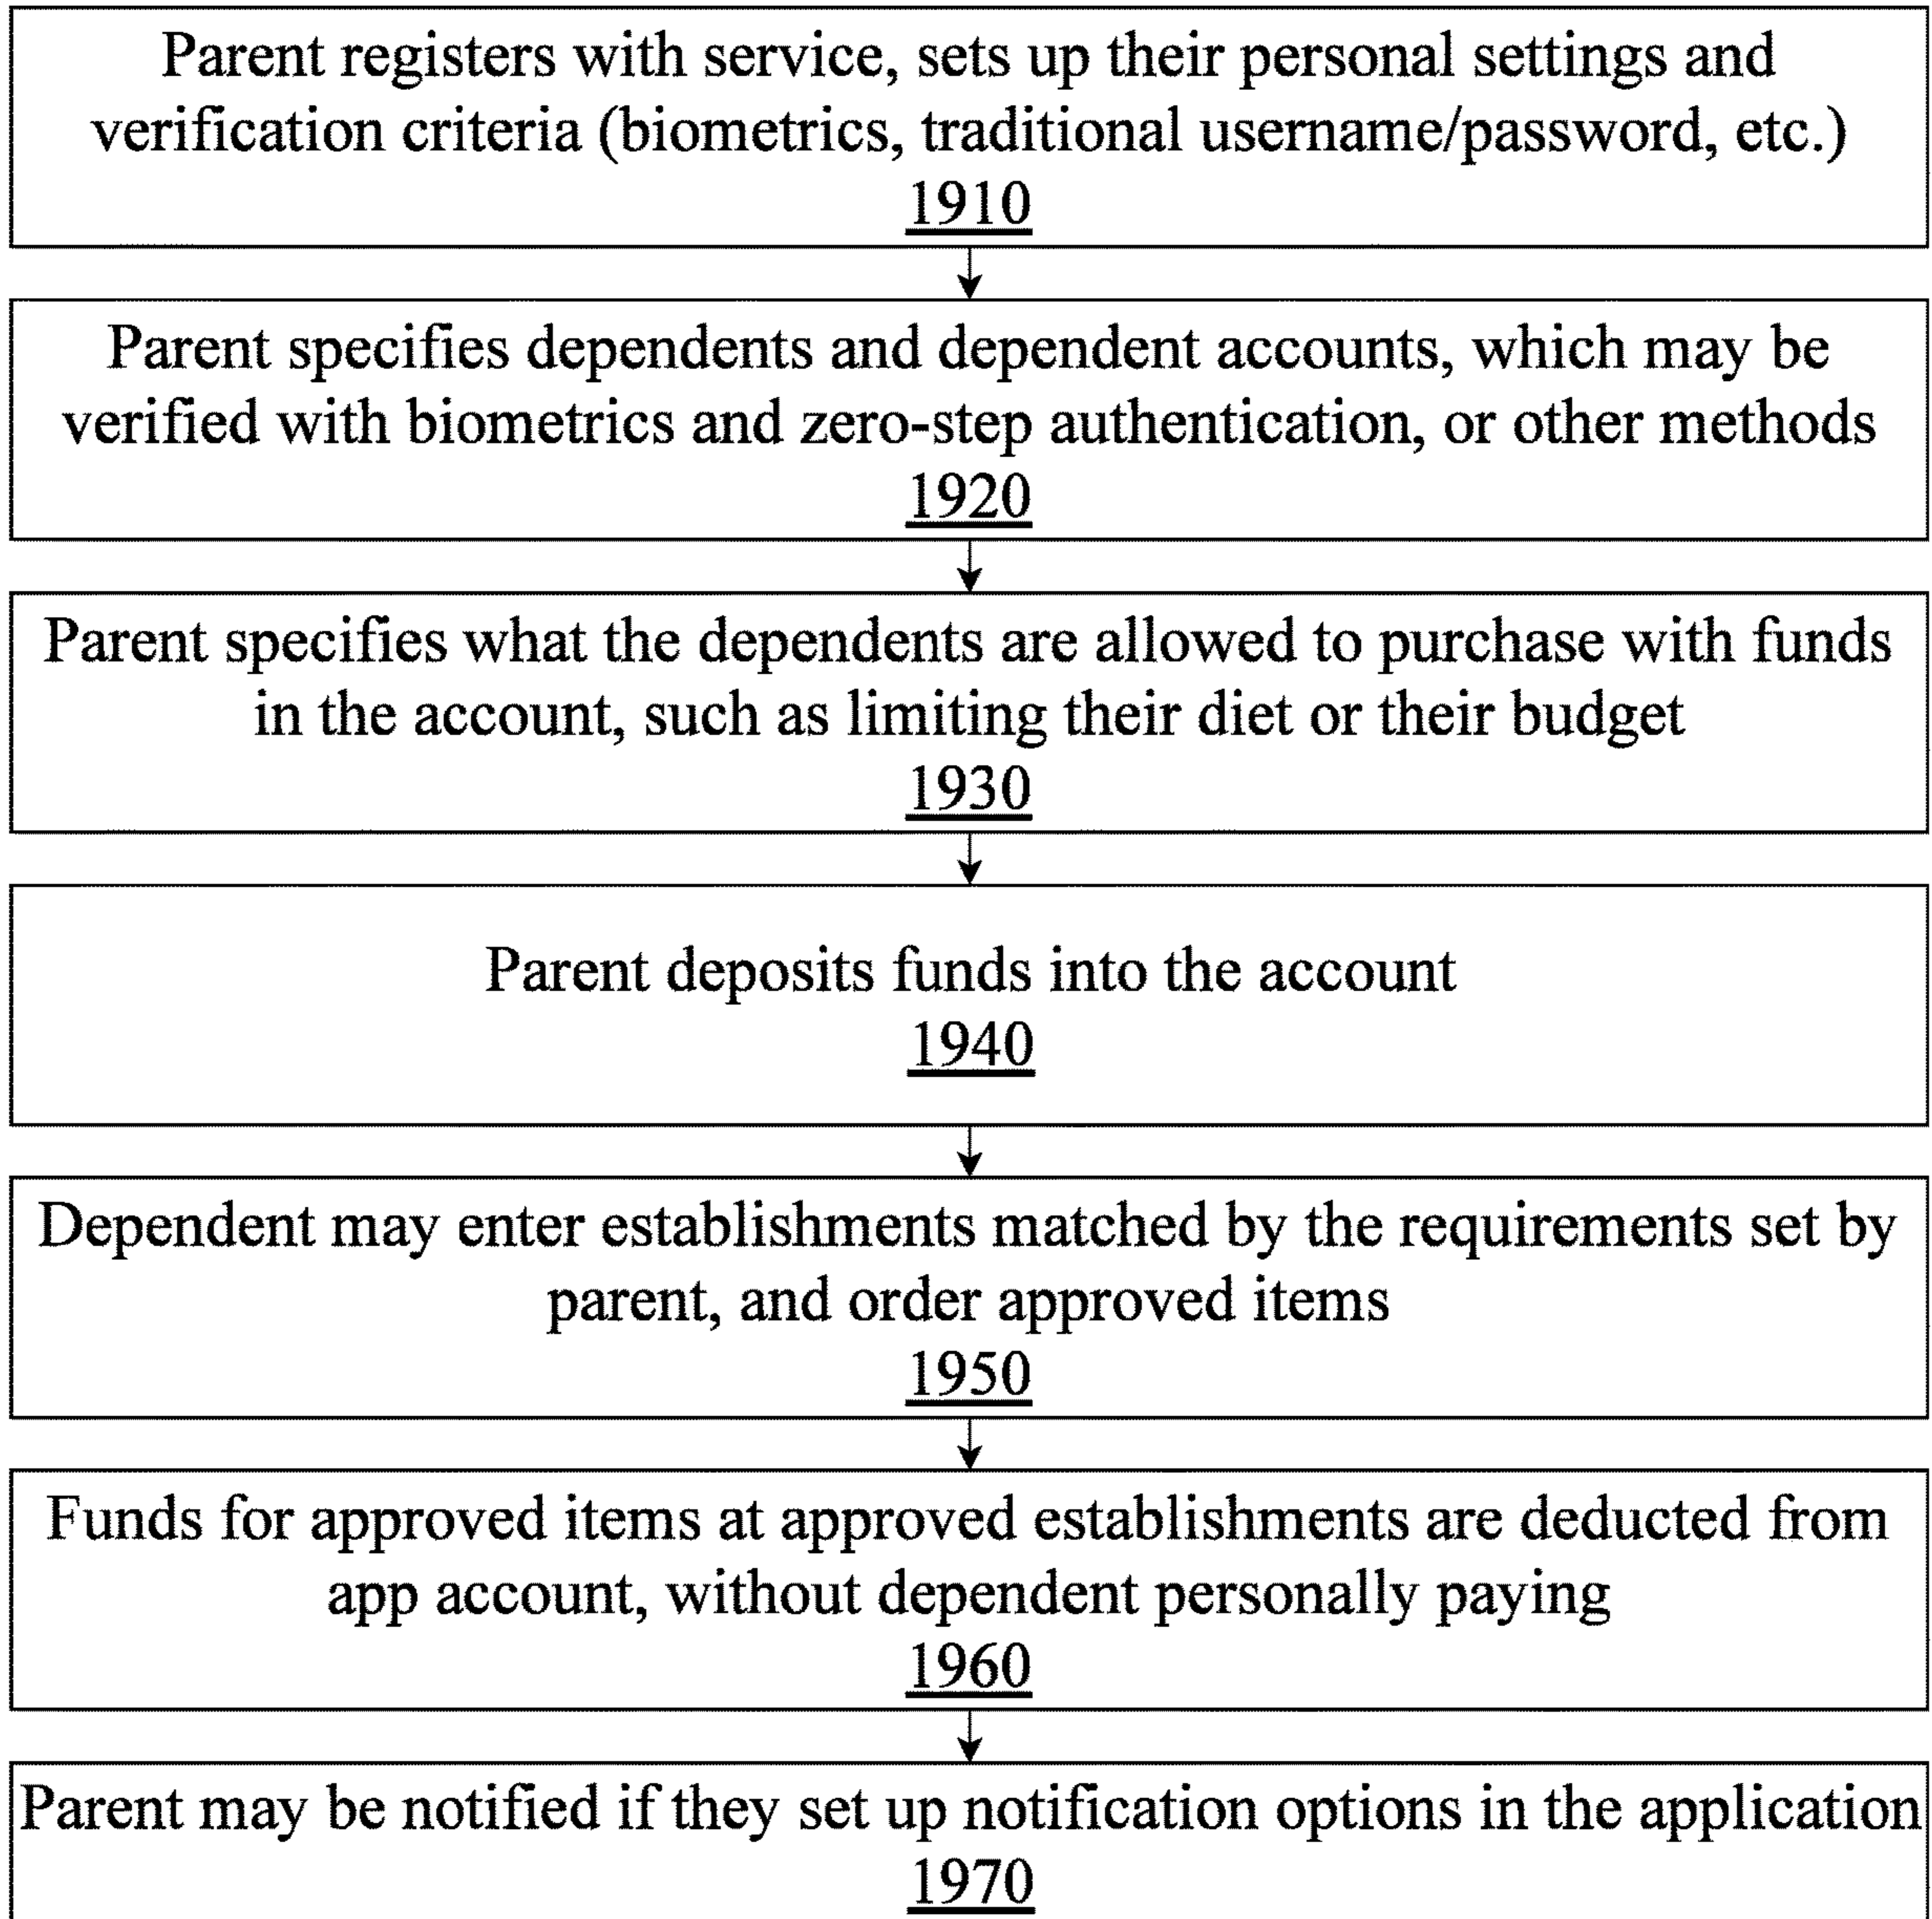 Parent registers with service, sets up their personal settings and
verification criteria (biometrics, traditional username/password, etc.)
1910
Parent specifies dependents and dependent accounts, which may be
verified with biometrics and zero-step authentication, or other methods
1920
Parent specifies what the dependents are allowed to purchase with funds
in the account, such as limiting their diet or their budget
1930
Parent deposits funds into the account
1940
Dependent may enter establishments matched by the requirements set by
parent, and order approved items
1950
Funds for approved items at approved establishments are deducted from
app account, without dependent personally paying
1960
Parent may be notified if they set up notification options in the application
1970